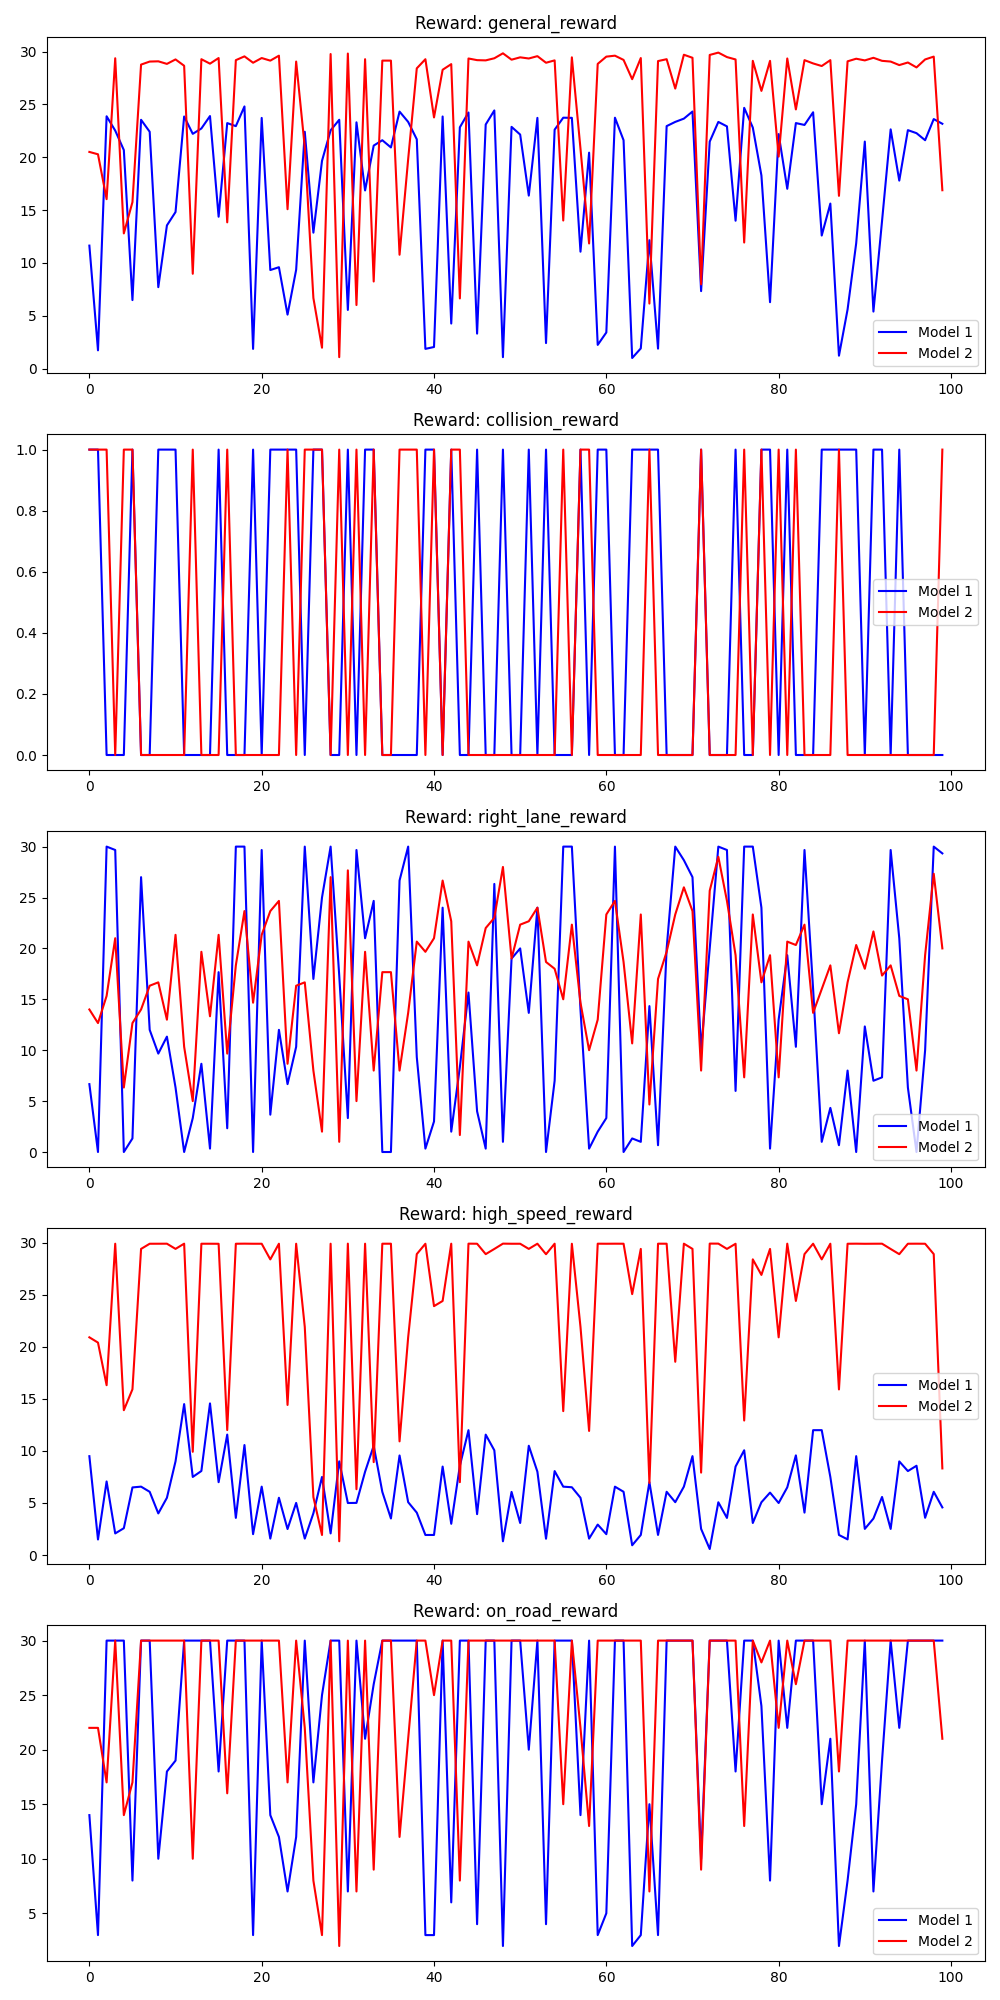 Reward: general_reward
30
25
20
15
10
5
0
Model 1
Model 2
0 20 40 60 80 100
Reward: collision_reward
1.0
0.8
0.6
0.4
0.2
0.0
Model 1
Model 2
0 20 40 60 80 100
Reward: right_lane_reward
30
25
20
15
10
5
0
Model 1
Model 2
0 20 40 60 80 100
Reward: high_speed_reward
30
25
20
15
10
5
0
Model 1
Model 2
0 20 40 60 80 100
Reward: on_road_reward
30
25
20
15
10
5
Model 1
Model 2
0 20 40 60 80 100